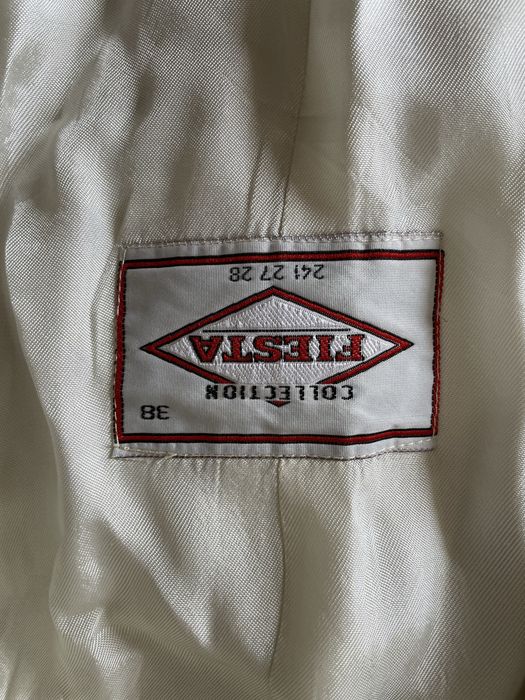 38
COLLECTION
FIESTA
241 27 28